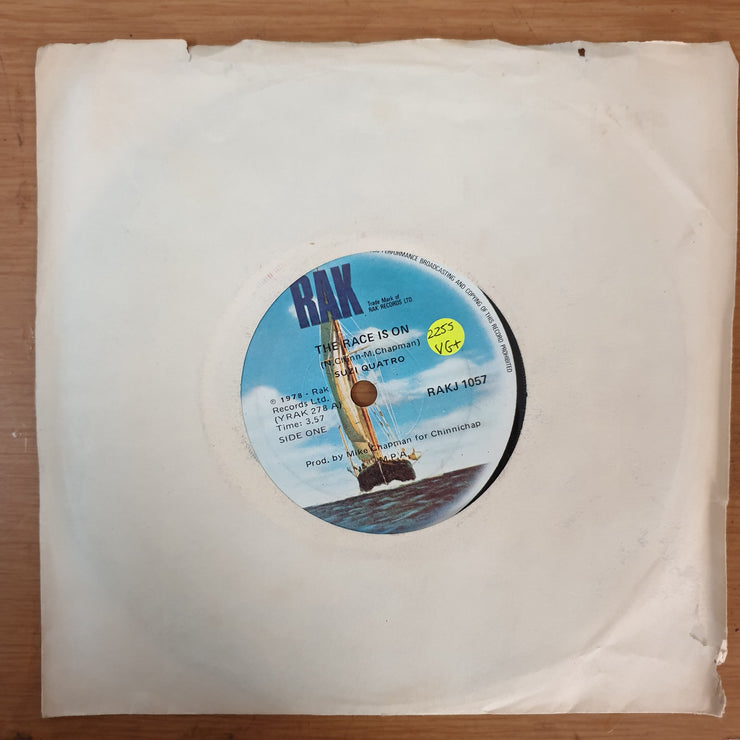 RAK
Trade Mark of
RAK RECORDS LTD
PERFORMANCE BROADCASTING AND COPYING OF THIS RECORD PROHIBITED
THE RACE IS ON
(N.Chinn-M.Chapman)
SUZI QUATRO
2255
VG+
RAKJ 1057
℗ 1978 - Rak
Records Ltd.
(YRAK 278 A)
Time: 3.57
SIDE ONE
Prod. by Mike Chapman for Chinnichap
M.P.A.